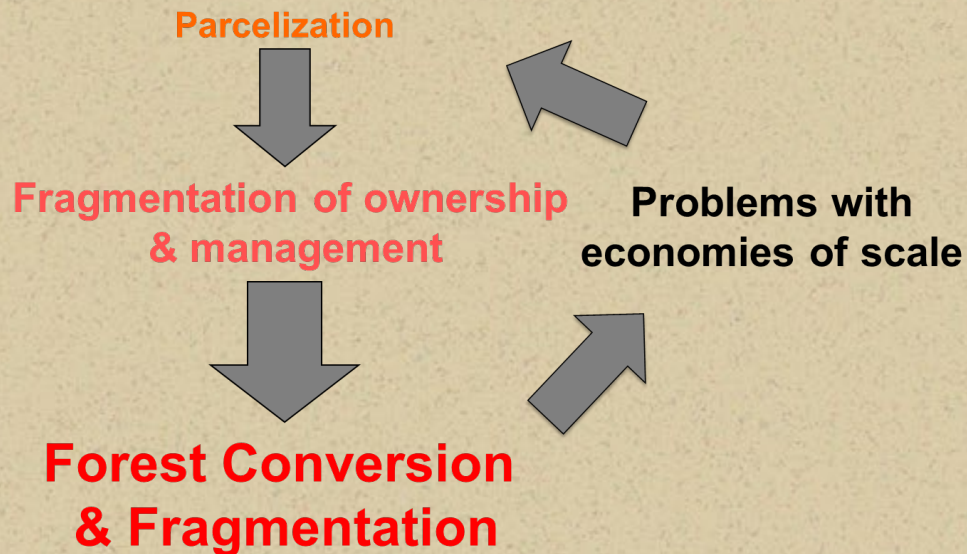 Parcelization
Fragmentation of ownership
& management
Problems with
economies of scale
Forest Conversion
& Fragmentation